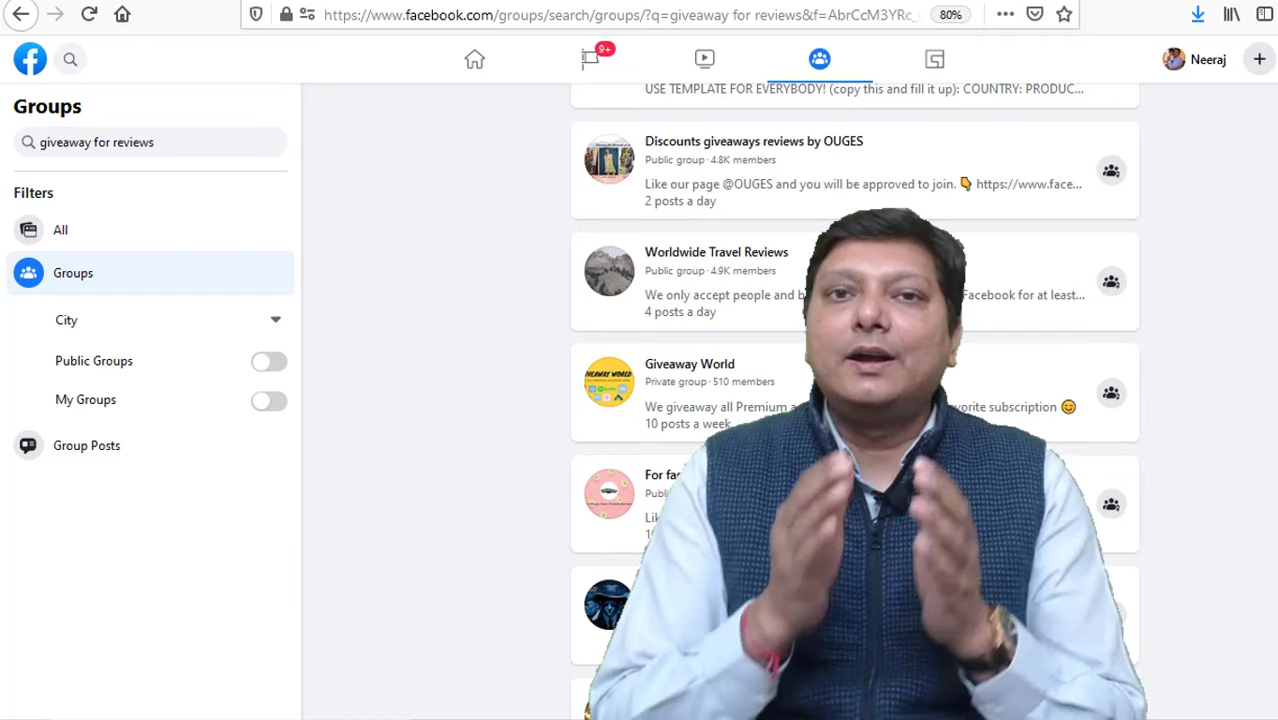 https://www.facebook.com/groups/search/groups/?q=giveaway for reviews&f=AbrCcM3YRc_
80%
9+
Neeraj
Groups
giveaway for reviews
Filters
All
Groups
City
Public Groups
My Groups
Group Posts
USE TEMPLATE FOR EVERYBODY! (copy this and fill it up): COUNTRY: PRODUC...
Discounts giveaways reviews by OUGES
Public group · 4.8K members
Like our page @OUGES and you will be approved to join. 👇 https://www.face...
2 posts a day
Worldwide Travel Reviews
Public group · 4.9K members
We only accept people and b Facebook for at least...
4 posts a day
Giveaway World
Private group · 510 members
We giveaway all Premium a vorite subscription 😊
10 posts a week
For fa
Pub
Lik